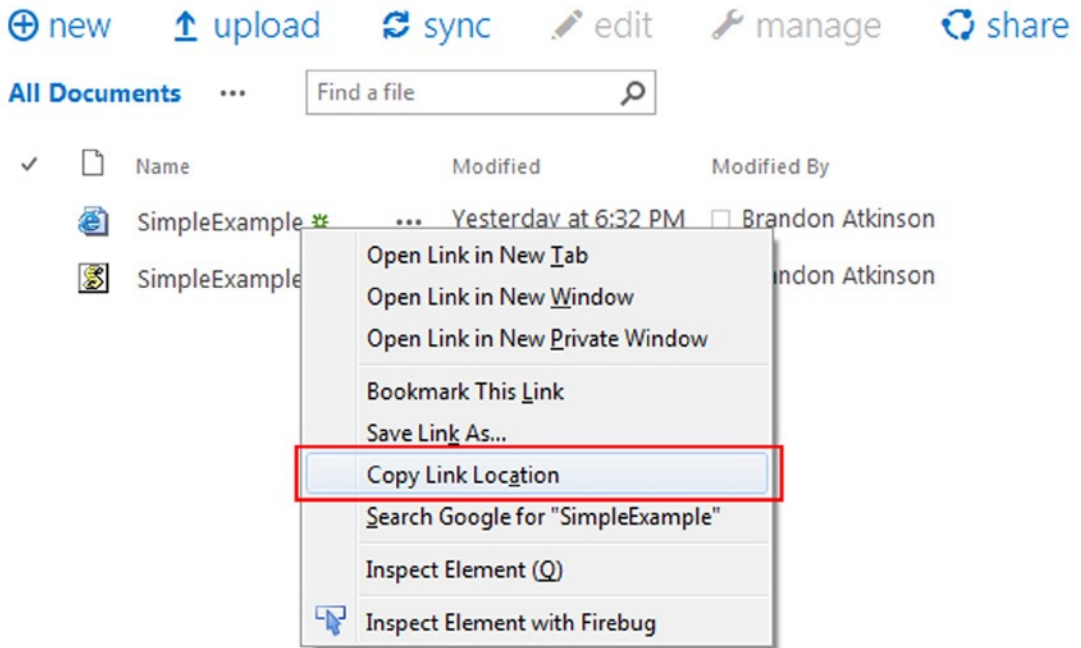 new upload sync edit manage share
All Documents ... Find a file
Name Modified Modified By
SimpleExample ... Yesterday at 6:32 PM Brandon Atkinson
SimpleExample Atkinson
Open Link in New Tab
Open Link in New Window
Open Link in New Private Window
Bookmark This Link
Save Link As...
Copy Link Location
Search Google for "SimpleExample"
Inspect Element (Q)
Inspect Element with Firebug